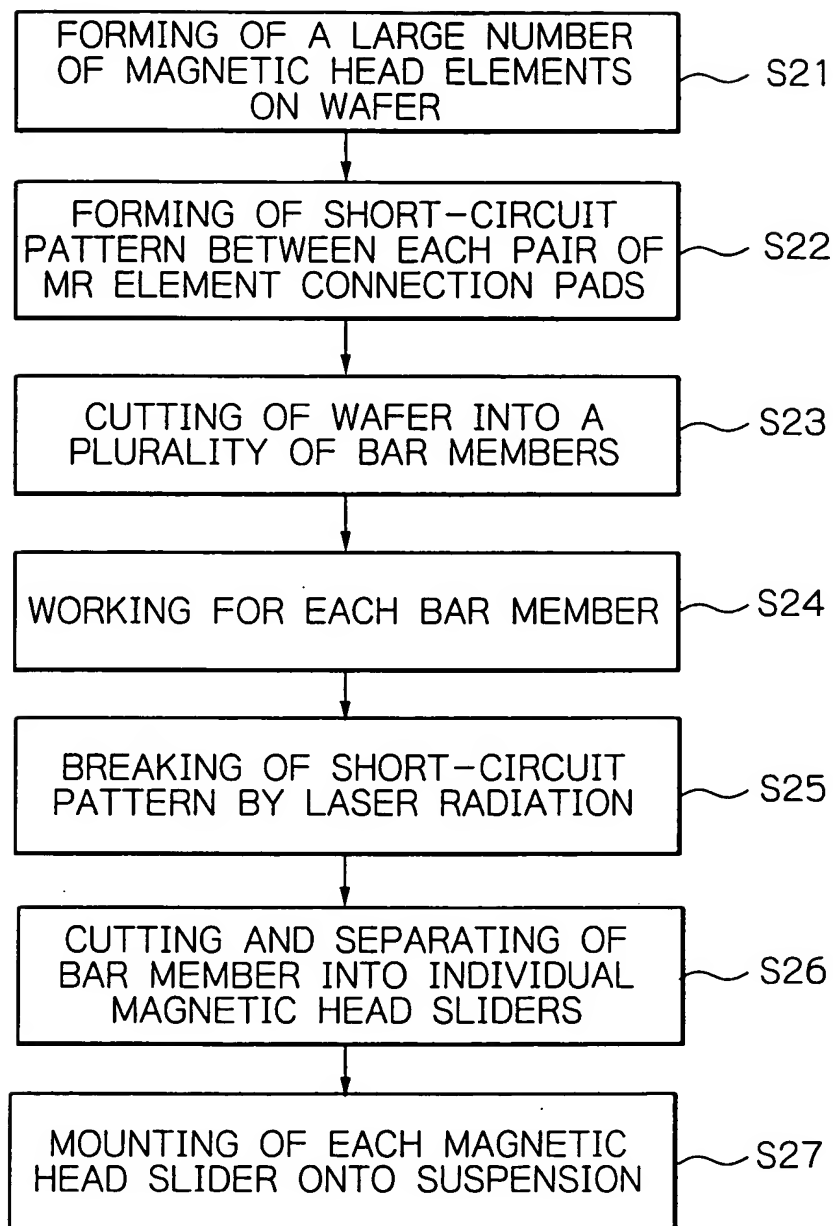 FORMING OF A LARGE NUMBER
OF MAGNETIC HEAD ELEMENTS
ON WAFER
S21
FORMING OF SHORT-CIRCUIT
PATTERN BETWEEN EACH PAIR OF
MR ELEMENT CONNECTION PADS
S22
CUTTING OF WAFER INTO A
PLURALITY OF BAR MEMBERS
S23
WORKING FOR EACH BAR MEMBER
S24
BREAKING OF SHORT-CIRCUIT
PATTERN BY LASER RADIATION
S25
CUTTING AND SEPARATING OF
BAR MEMBER INTO INDIVIDUAL
MAGNETIC HEAD SLIDERS
S26
MOUNTING OF EACH MAGNETIC
HEAD SLIDER ONTO SUSPENSION
S27